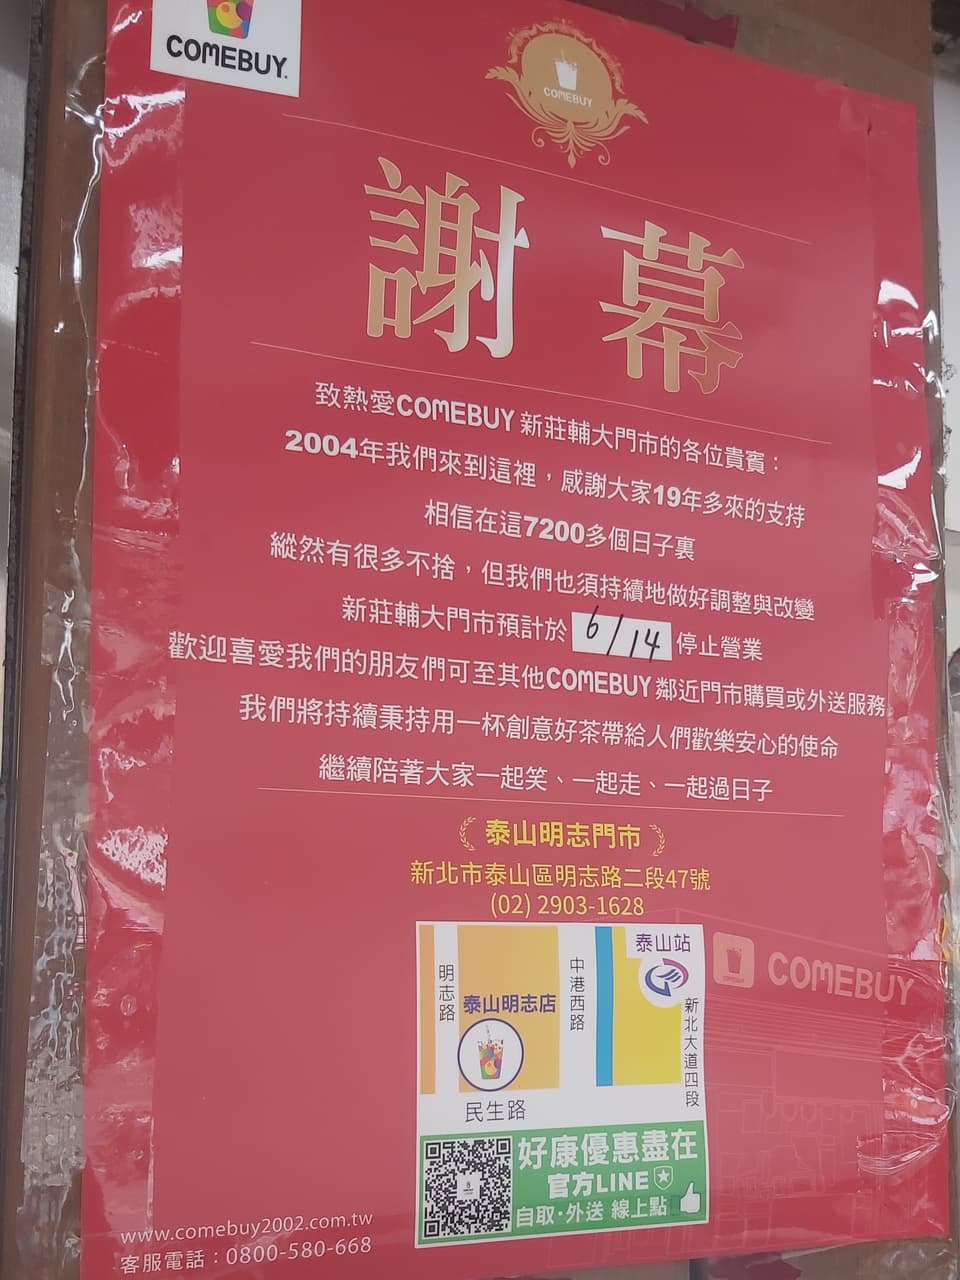 COMEBUY.
COMEBUY
謝幕
致熱愛COMEBUY新莊輔大門市的各位貴賓：
2004年我們來到這裡，感謝大家19年多來的支持
相信在這7200多個日子裏
縱然有很多不捨，但我們也須持續地做好調整與改變
新莊輔大門市預計於 6/14 停止營業
歡迎喜愛我們的朋友們可至其他COMEBUY鄰近門市購買或外送服務
我們將持續秉持用一杯創意好茶帶給人們歡樂安心的使命
繼續陪著大家一起笑、一起走、一起過日子
泰山明志門市
新北市泰山區明志路二段47號
(02) 2903-1628
泰山站
明志路
中港西路
泰山明志店
新北大道四段
民生路
COMEBUY
好康優惠盡在
官方LINE
自取·外送 線上點
www.comebuy2002.com.tw
客服電話：0800-580-668